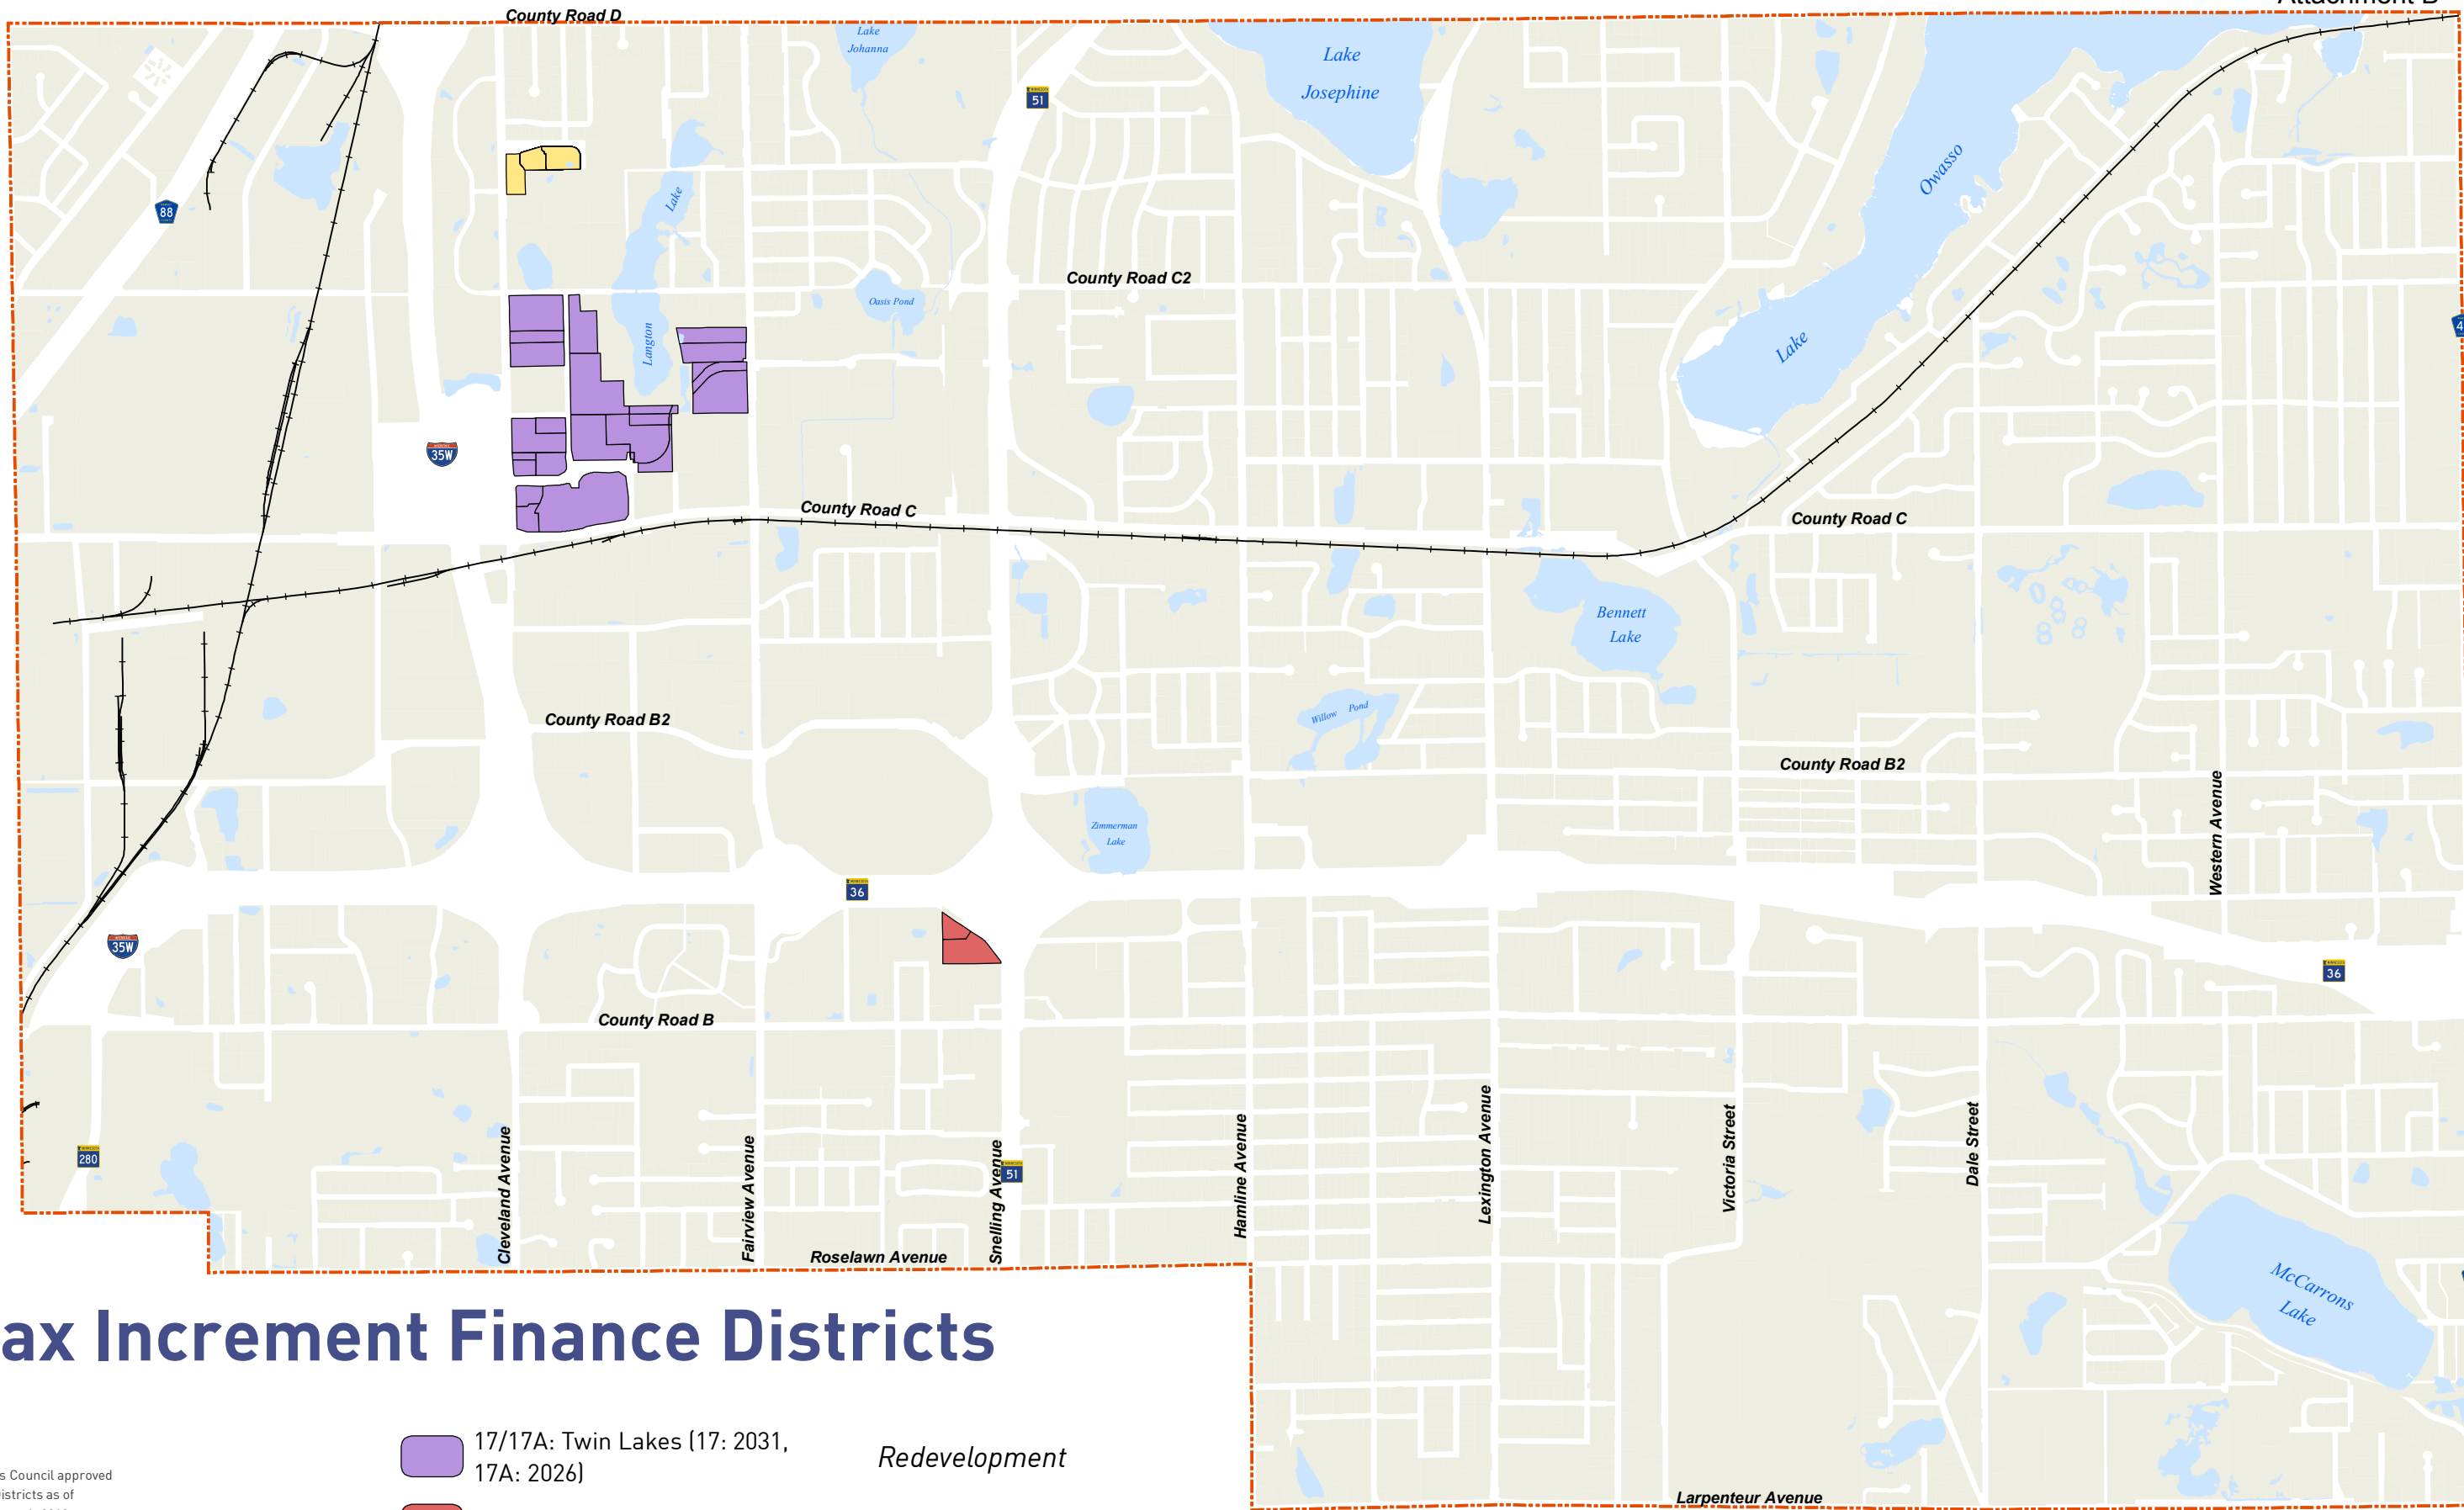 County Road D
Lake
Johanna
Lake
Josephine
51
88
Lake
Owasso
County Road C2
Oasis Pond
Langton
Lake
35W
County Road C
County Road C
Bennett
Lake
County Road B2
Willow Pond
County Road B2
Zimmerman
Lake
Western Avenue
36
35W
36
County Road B
280
Cleveland Avenue
Fairview Avenue
Snelling Avenue
51
Hamline Avenue
Lexington Avenue
Victoria Street
Dale Street
Roselawn Avenue
McCarrons
Lake
ax Increment Finance Districts
17/17A: Twin Lakes (17: 2031,
17A: 2026)
Redevelopment
s Council approved
istricts as of
Larpenteur Avenue